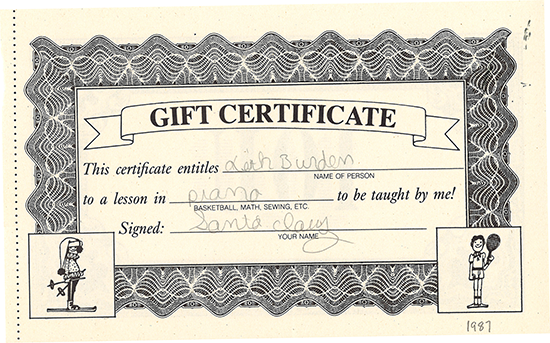 GIFT CERTIFICATE
This certificate entitles Burden
NAME OF PERSON
to a lesson in piano to be taught by me!
BASKETBALL, MATH, SEWING, ETC.
Signed: Santa Claus
YOUR NAME
1987